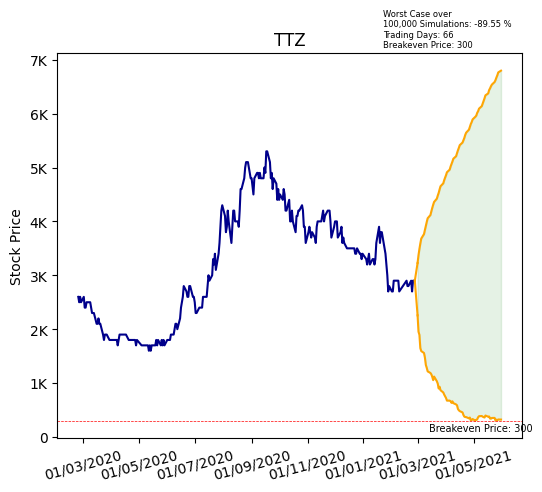 Worst Case over
100,000 Simulations: -89.55 %
Trading Days: 66
Breakeven Price: 300
TTZ
7K
6K
5K
4K
3K
2K
1K
0
Stock Price
Breakeven Price: 300
01/03/2020 01/05/2020 01/07/2020 01/09/2020 01/11/2020 01/01/2021 01/03/2021 01/05/2021